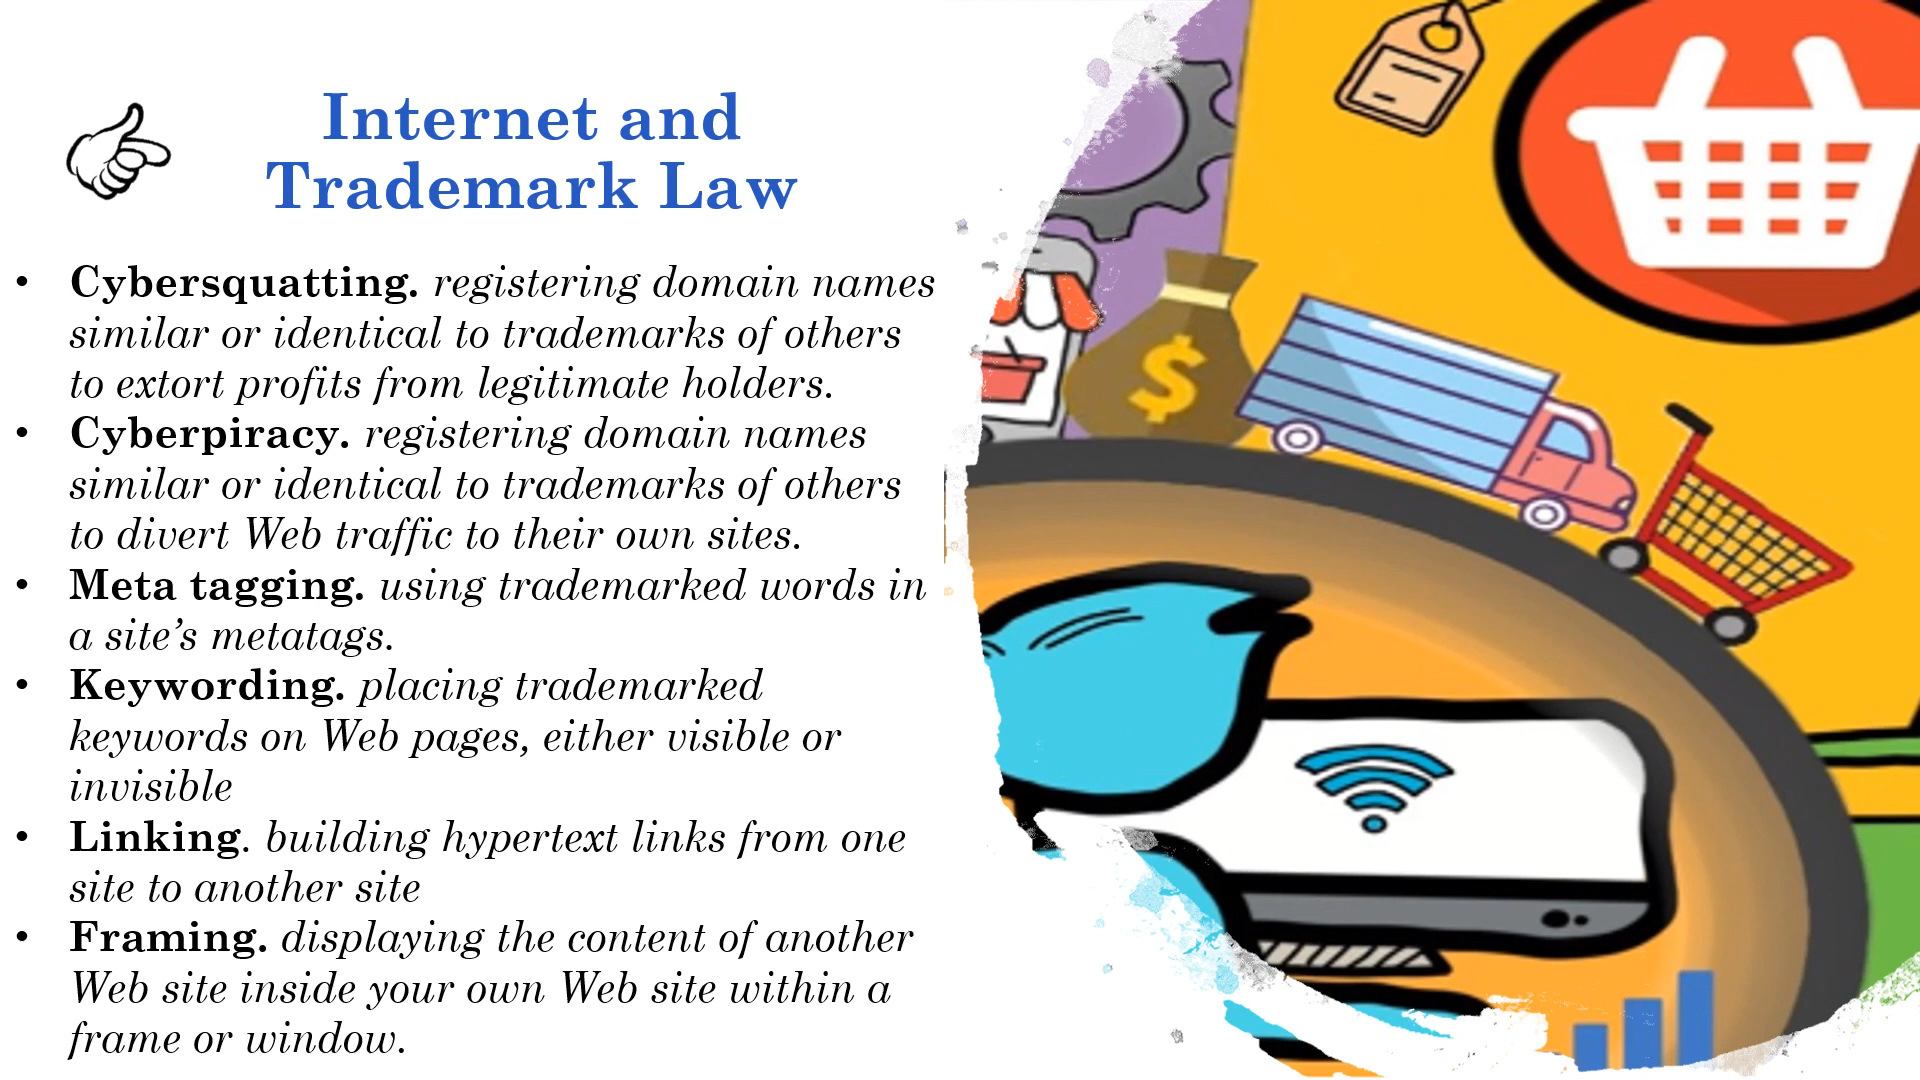 Internet and
Trademark Law
• Cybersquatting. registering domain names
similar or identical to trademarks of others
to extort profits from legitimate holders.
• Cyberpiracy. registering domain names
similar or identical to trademarks of others
to divert Web traffic to their own sites.
• Meta tagging. using trademarked words in
a site’s metatags.
• Keywording. placing trademarked
keywords on Web pages, either visible or
invisible
• Linking. building hypertext links from one
site to another site
• Framing. displaying the content of another
Web site inside your own Web site within a
frame or window.
$